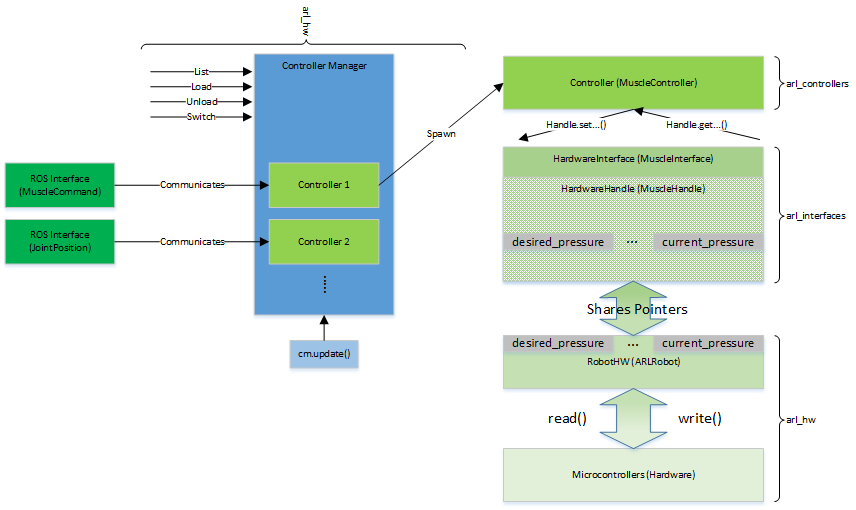 arl_hw
Controller Manager
List
Load
Unload
Switch
ROS Interface
(MuscleCommand)
Communicates
Controller 1
ROS Interface
(JointPosition)
Communicates
Controller 2
cm.update()
Spawn
Controller (MuscleController)
arl_controllers
Handle.set...()
Handle.get...()
HardwareInterface (MuscleInterface)
HardwareHandle (MuscleHandle)
arl_interfaces
desired_pressure ... current_pressure
Shares Pointers
desired_pressure ... current_pressure
RobotHW (ARLRobot)
read()
write()
arl_hw
Microcontrollers (Hardware)